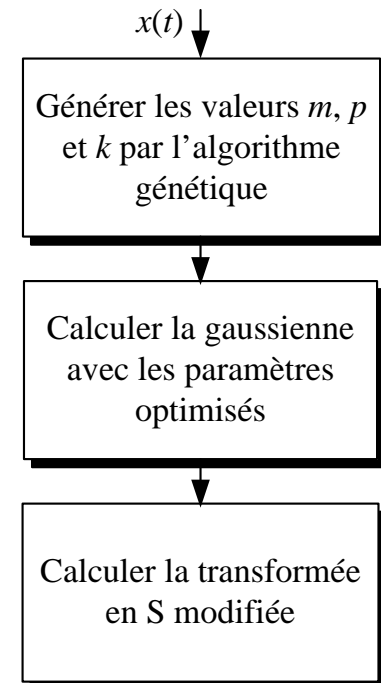 x(t)
Générer les valeurs m, p
et k par l’algorithme
génétique
Calculer la gaussienne
avec les paramètres
optimisés
Calculer la transformée
en S modifiée